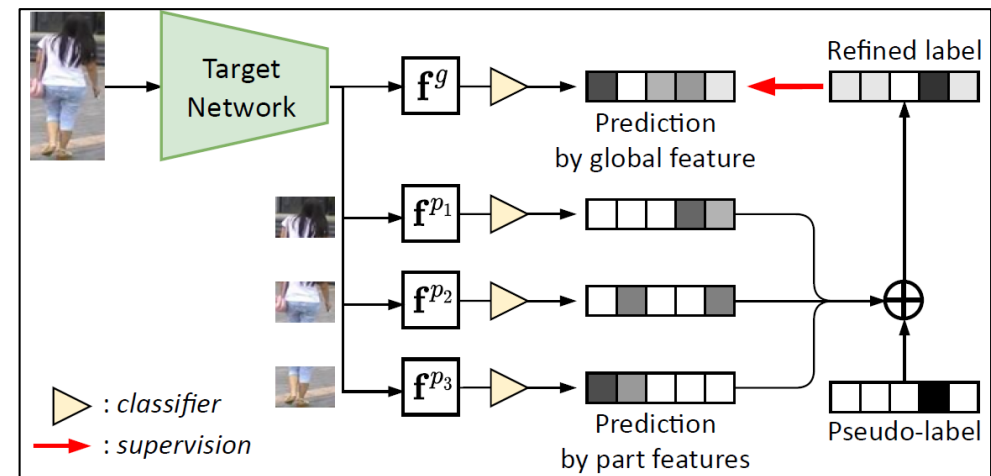 Target
Network
f^g
Prediction
by global feature
Refined label
f^{p_1}
f^{p_2}
f^{p_3}
Prediction
by part features
Pseudo-label
: classifier
: supervision